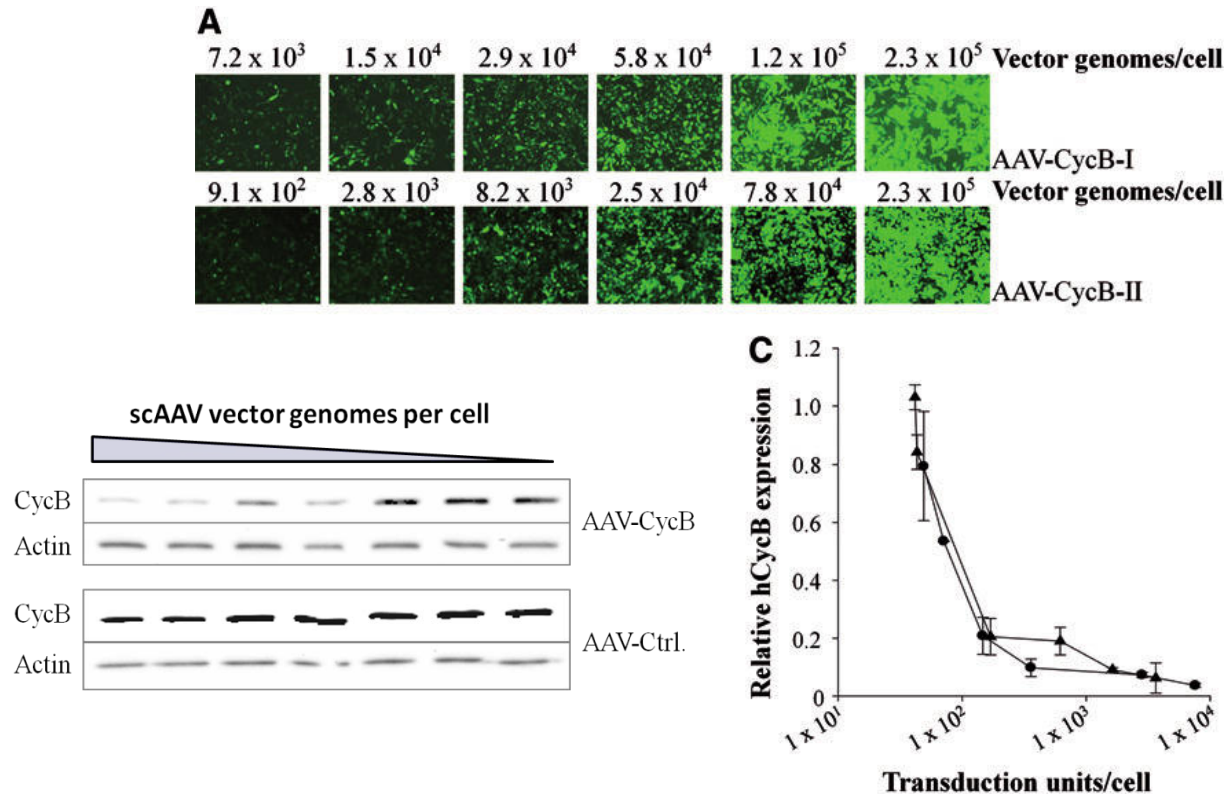 A
7.2 x 10³ 1.5 x 10⁴ 2.9 x 10⁴ 5.8 x 10⁴ 1.2 x 10⁵ 2.3 x 10⁵ Vector genomes/cell
AAV-CycB-I
9.1 x 10² 2.8 x 10³ 8.2 x 10³ 2.5 x 10⁴ 7.8 x 10⁴ 2.3 x 10⁵ Vector genomes/cell
AAV-CycB-II
scAAV vector genomes per cell
CycB
Actin
AAV-CycB
CycB
Actin
AAV-Ctrl.
C
Relative hCycB expression
1.2
1.0
0.8
0.6
0.4
0.2
0
1 x 10¹ 1 x 10² 1 x 10³ 1 x 10⁴
Transduction units/cell